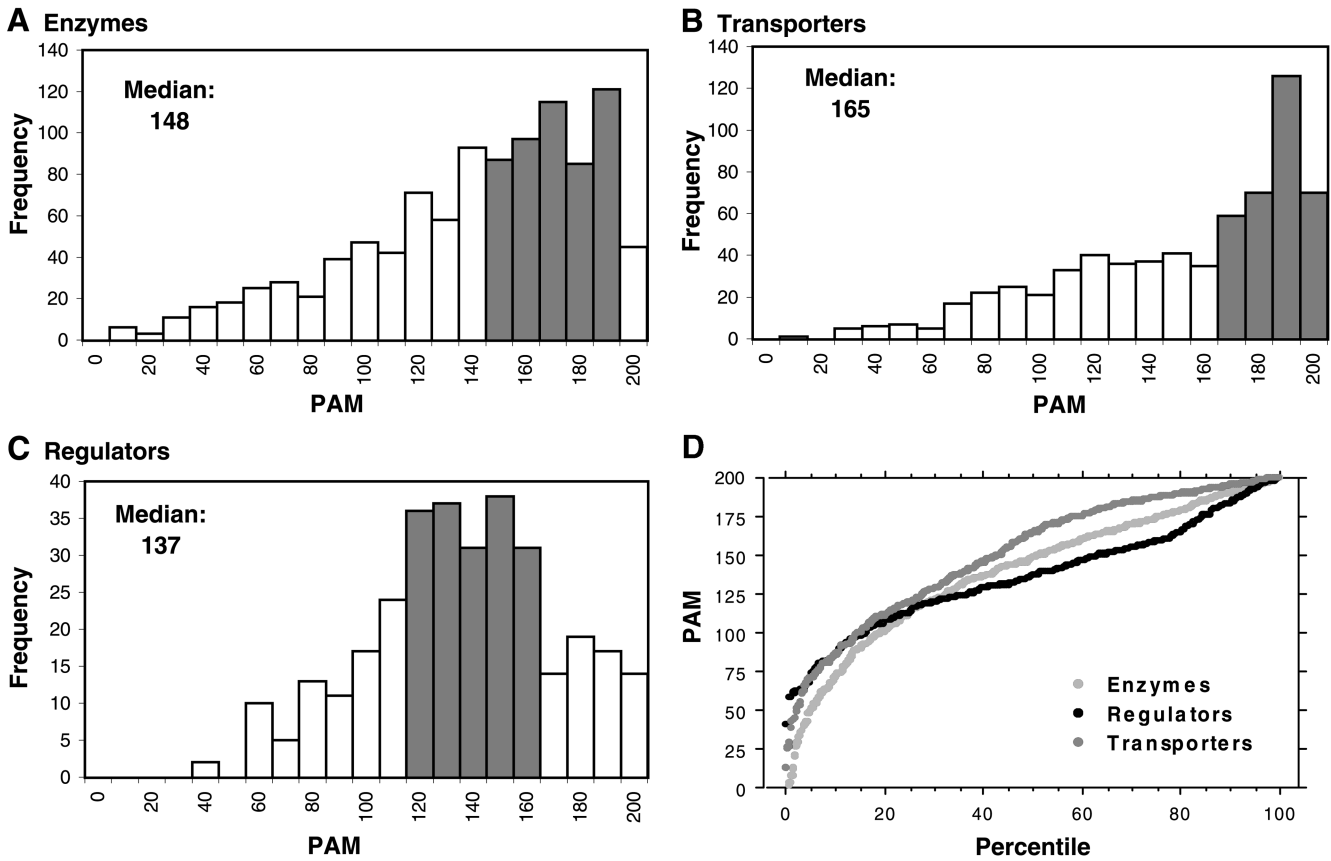 A Enzymes
140
120
100
80
60
40
20
0
Frequency
Median:
148
0 20 40 60 80 100 120 140 160 180 200
PAM
B Transporters
140
120
100
80
60
40
20
0
Frequency
Median:
165
0 20 40 60 80 100 120 140 160 180 200
PAM
C Regulators
40
35
30
25
20
15
10
5
0
Frequency
Median:
137
0 20 40 60 80 100 120 140 160 180 200
PAM
D
200
175
150
125
100
75
50
25
0
PAM
Enzymes
Regulators
Transporters
0 20 40 60 80 100
Percentile